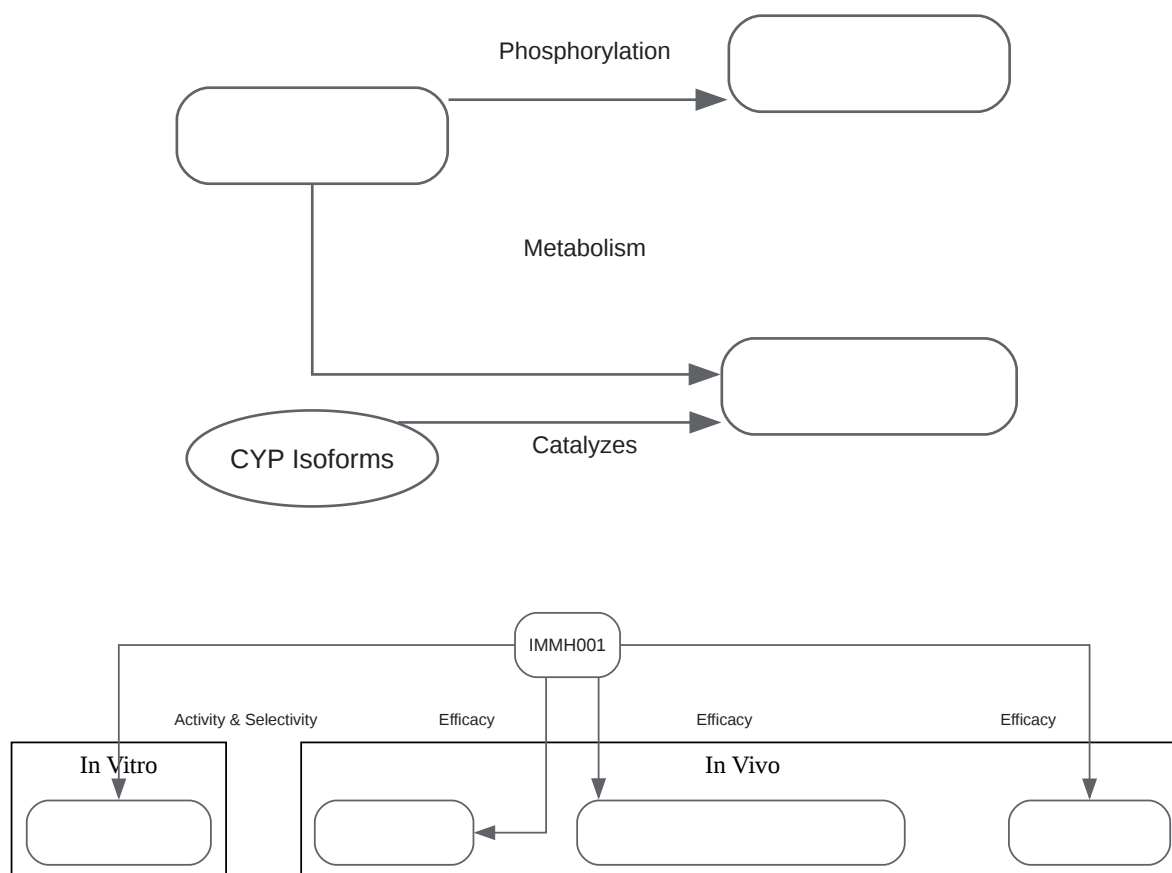 Phosphorylation
Metabolism
CYP Isoforms
Catalyzes
IMMH001
Activity & Selectivity
Efficacy
Efficacy
Efficacy
In Vitro
In Vivo